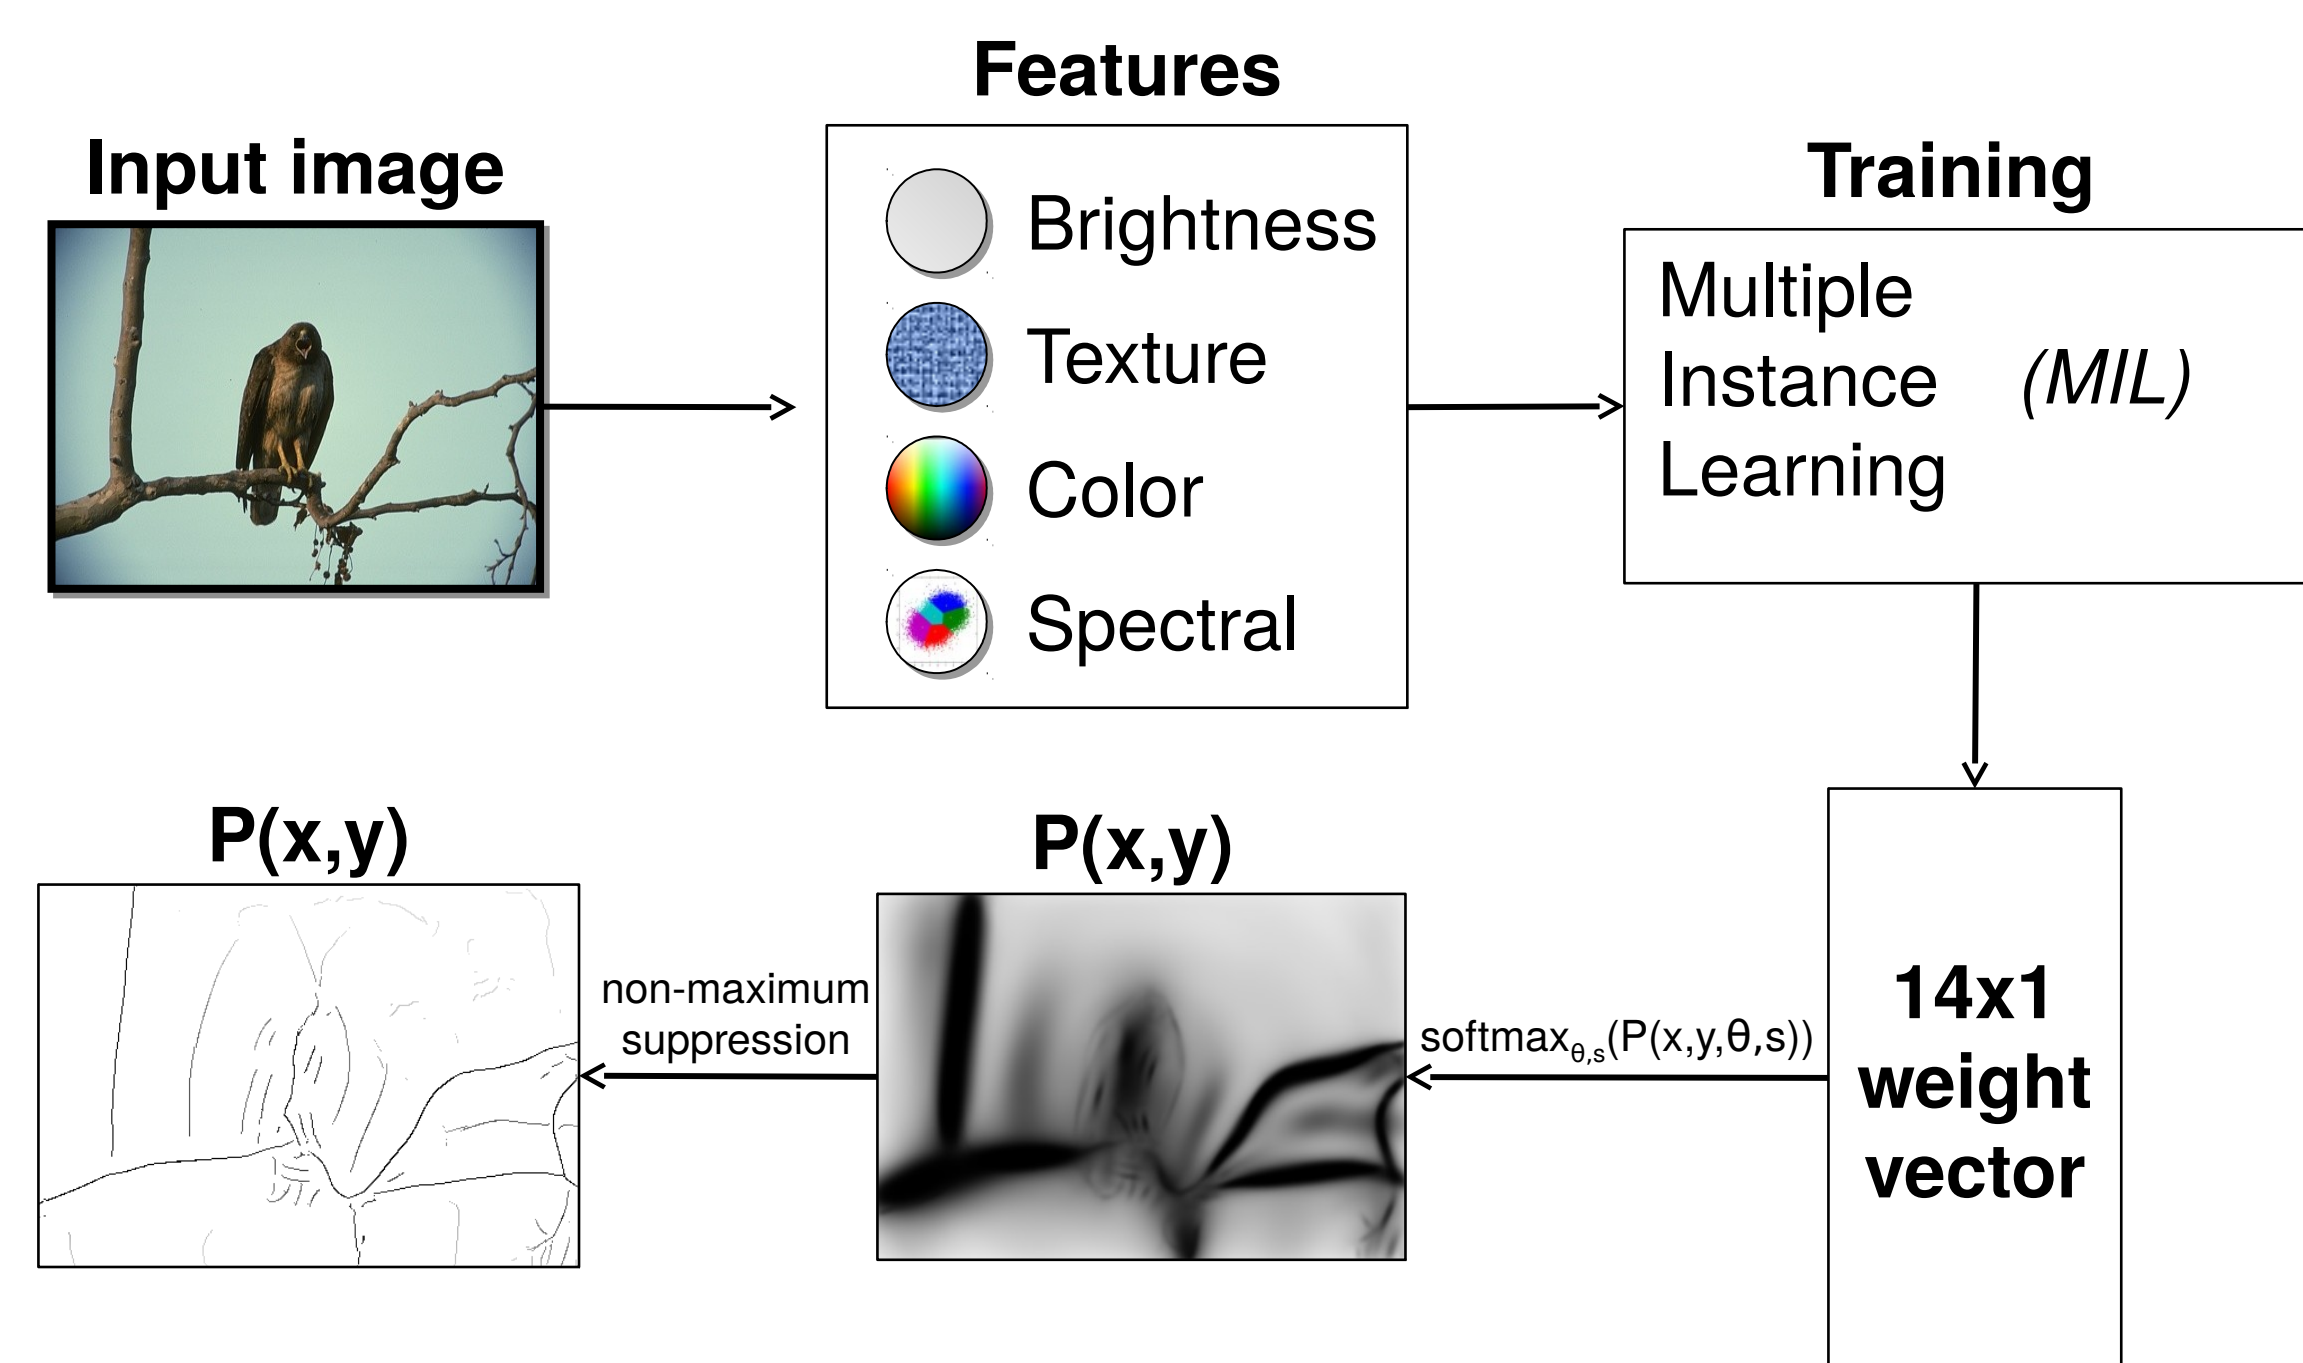 Features
Input image
Training
Brightness
Texture
Color
Spectral
Multiple
Instance (MIL)
Learning
P(x,y)
P(x,y)
non-maximum
suppression
softmaxθ,s(P(x,y,θ,s))
14x1
weight
vector